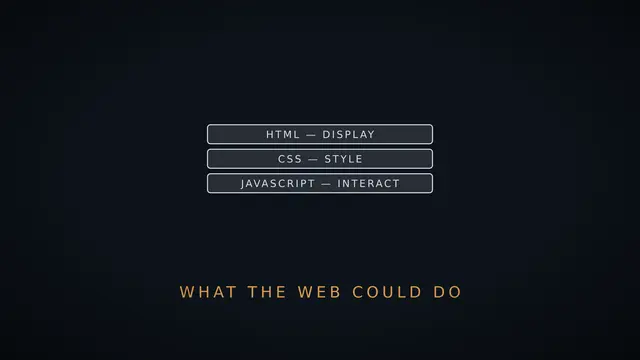 HTML — DISPLAY
CSS — STYLE
JAVASCRIPT — INTERACT
WHAT THE WEB COULD DO